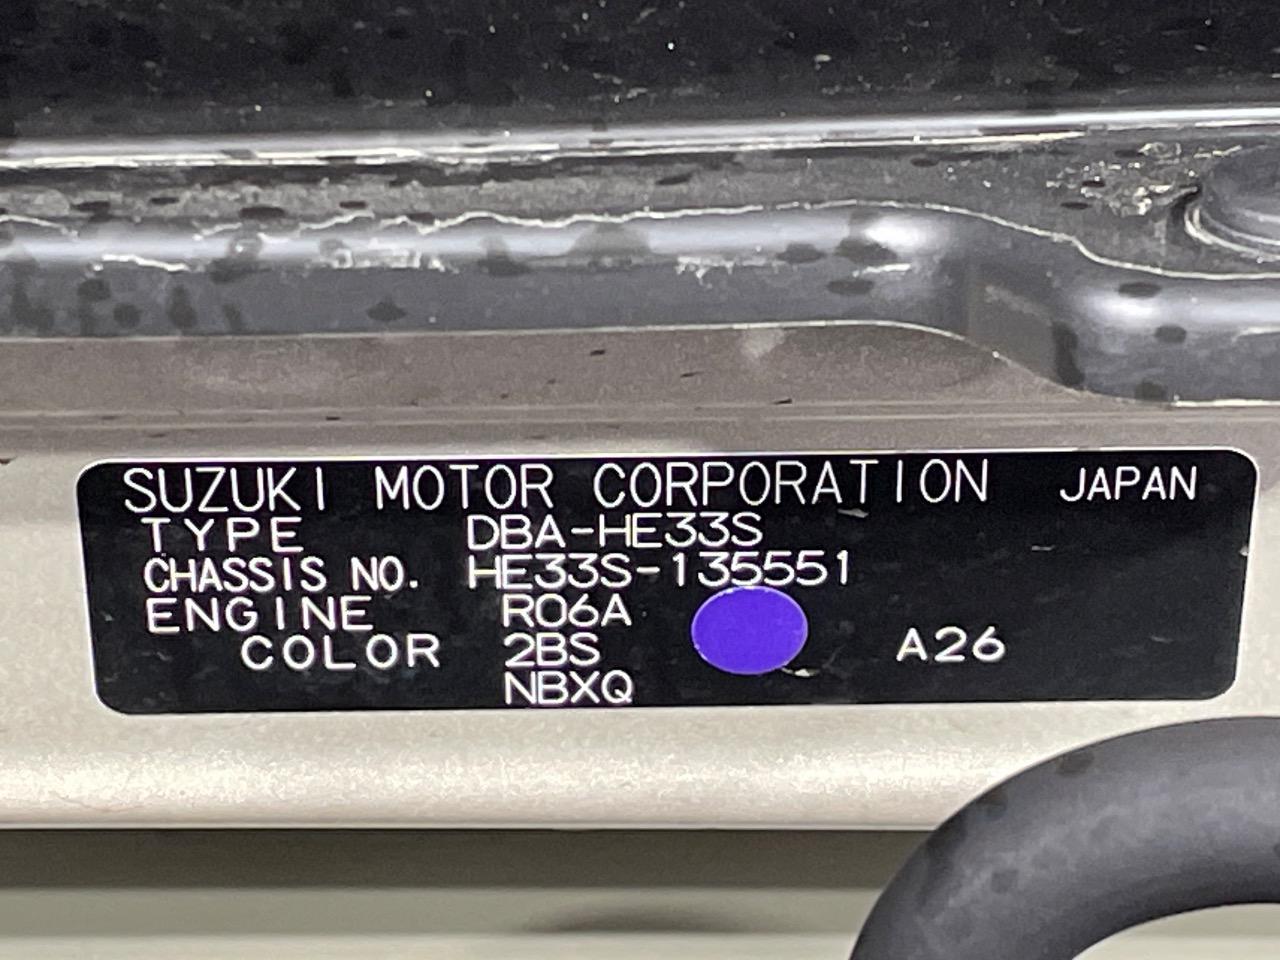 SUZUKI MOTOR CORPORATION JAPAN
TYPE DBA-HE33S
CHASSIS NO. HE33S-135551
ENGINE R06A
COLOR 2BS A26
NBXQ